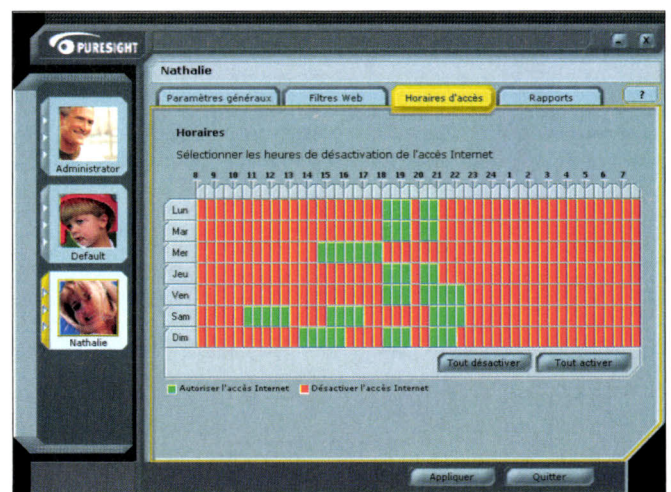 PURESIGHT
Nathalie
Paramètres généraux Filtres Web Horaires d'accès Rapports ?
Horaires
Sélectionner les heures de désactivation de l'accès Internet
8 9 10 11 12 13 14 15 16 17 18 19 20 21 22 23 24 1 2 3 4 5 6 7
Lun
Mar
Mer
Jeu
Ven
Sam
Dim
Tout désactiver Tout activer
Autoriser l'accès Internet Désactiver l'accès Internet
Administrator
Default
Nathalie
Appliquer Quitter